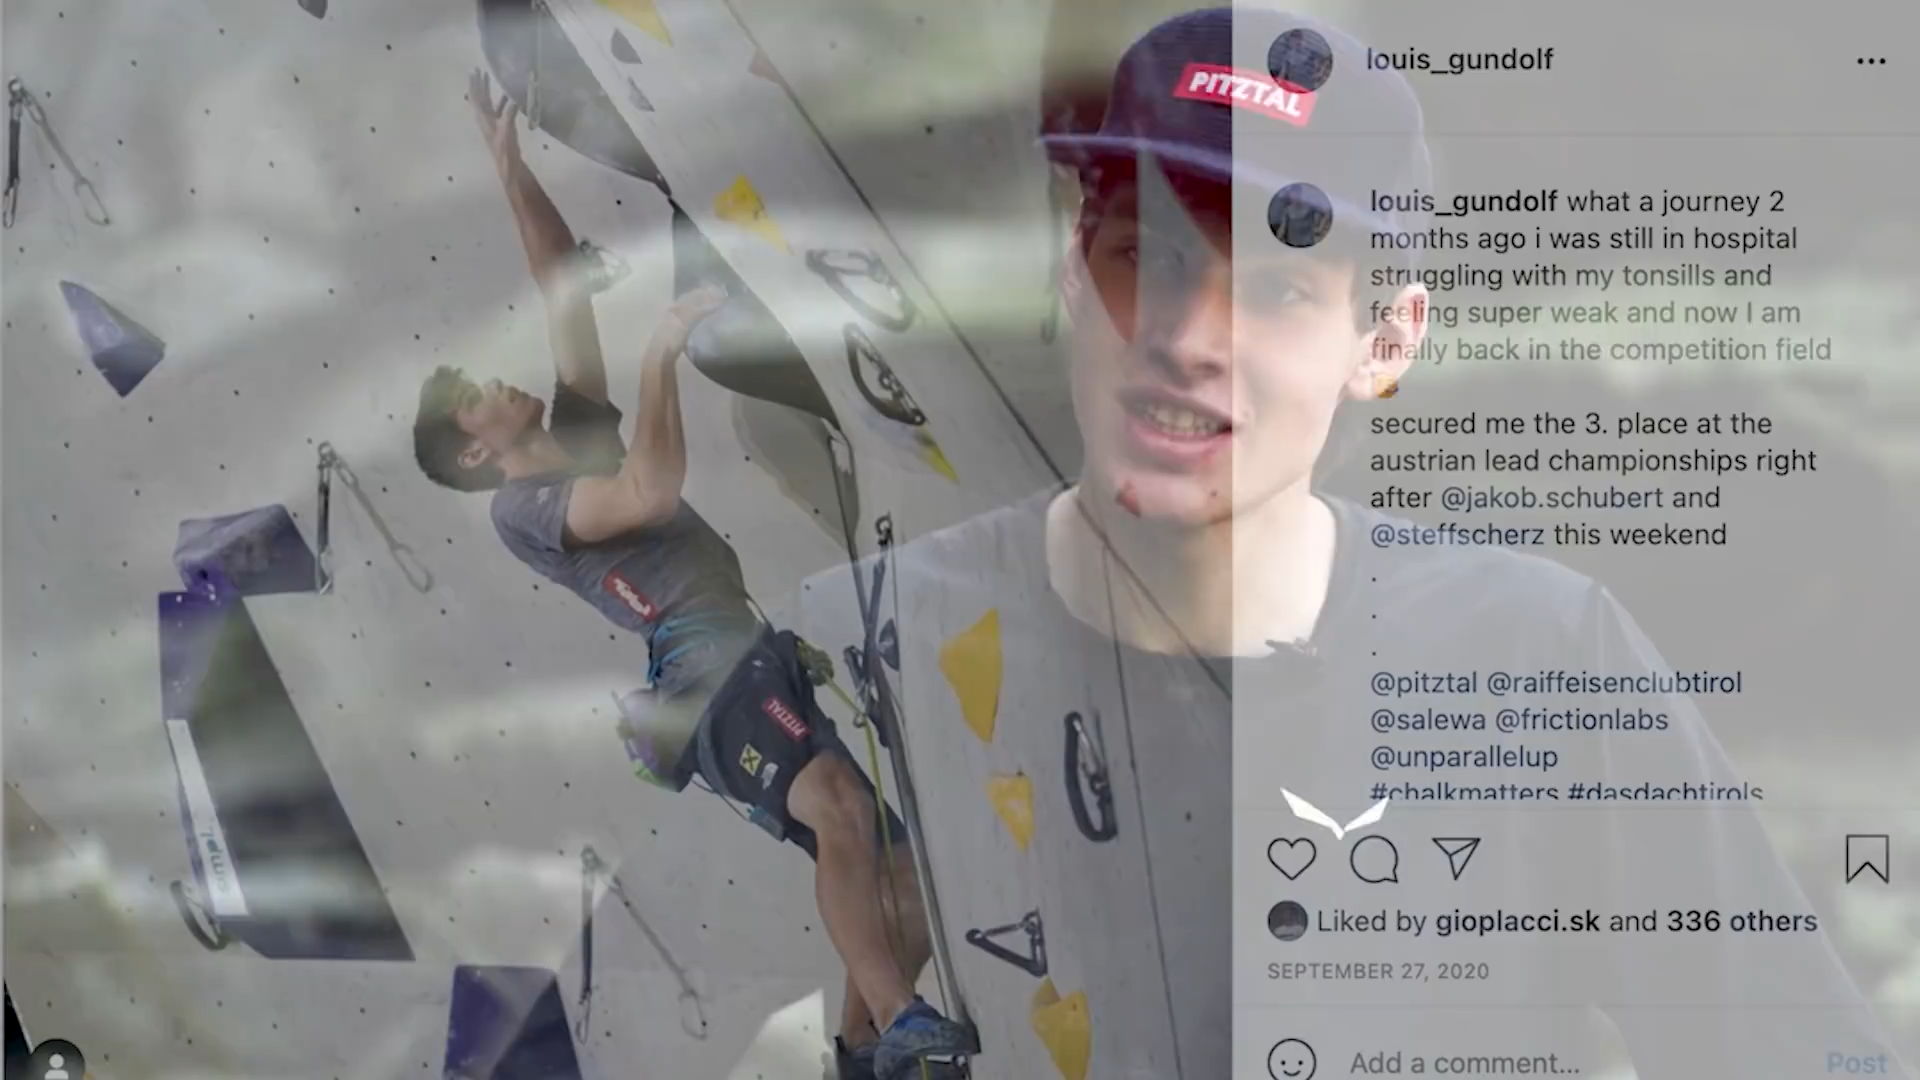 PITZTAL
louis_gundolf
louis_gundolf what a journey 2
months ago i was still in hospital
struggling with my tonsills and
feeling super weak and now I am
finally back in the competition field
secured me the 3. place at the
austrian lead championships right
after @jakob.schubert and
@steffscherz this weekend
.
.
.
@pitztal @raiffeisenclubtirol
@salewa @frictionlabs
@unparallelup
#chalkmatters #dasdachtirols
Liked by gioplacci.sk and 336 others
SEPTEMBER 27, 2020
Add a comment... Post
Tirol
PITZTAL